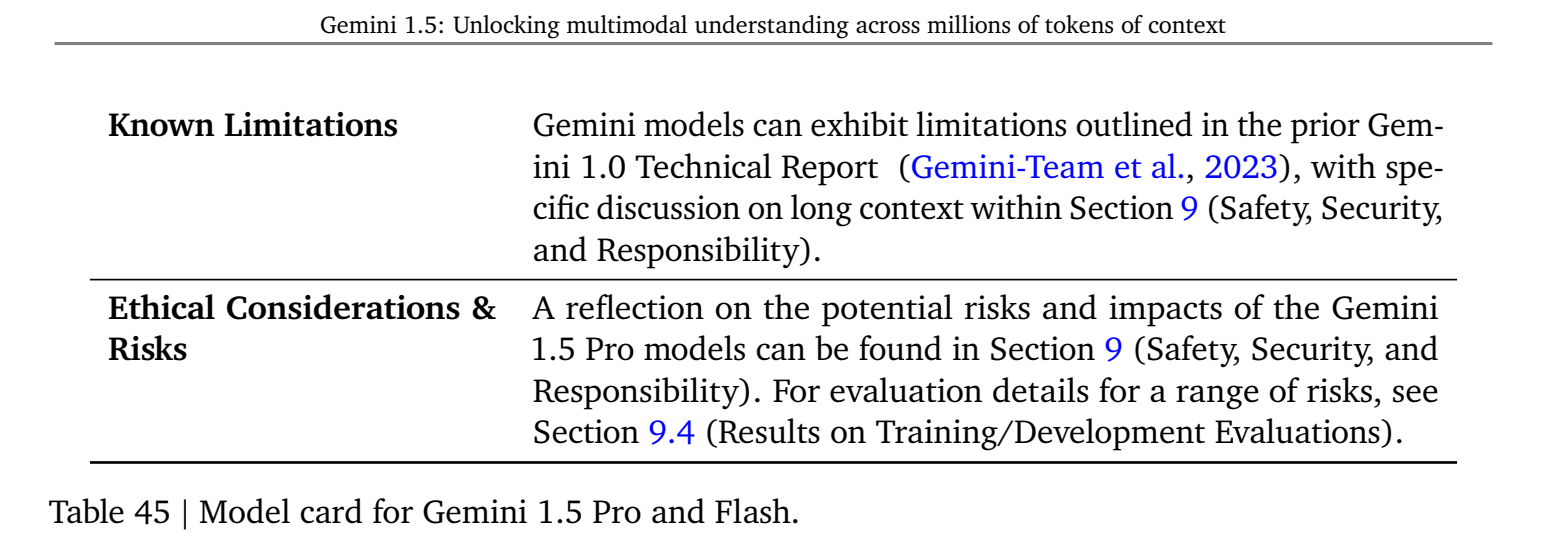 Gemini 1.5: Unlocking multimodal understanding across millions of tokens of context
Known Limitations
Gemini models can exhibit limitations outlined in the prior Gem-
ini 1.0 Technical Report (Gemini-Team et al., 2023), with spe-
cific discussion on long context within Section 9 (Safety, Security,
and Responsibility).
Ethical Considerations &
Risks
A reflection on the potential risks and impacts of the Gemini
1.5 Pro models can be found in Section 9 (Safety, Security, and
Responsibility). For evaluation details for a range of risks, see
Section 9.4 (Results on Training/Development Evaluations).
Table 45 | Model card for Gemini 1.5 Pro and Flash.